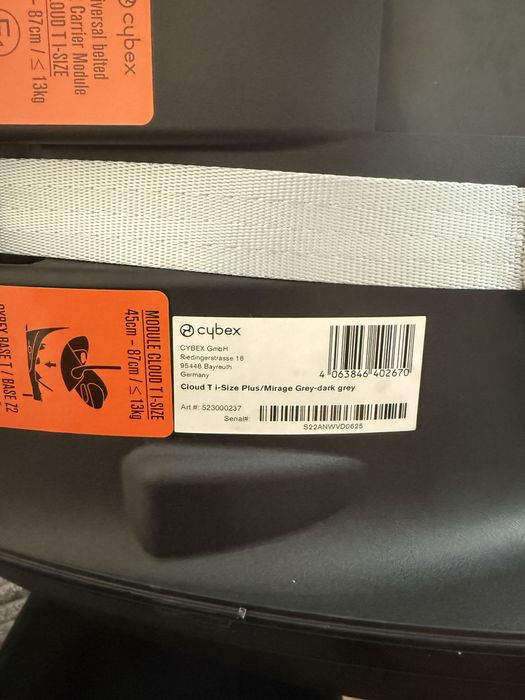 cybex
iversal belted
Carrier Module
LOUD T I-SIZE
– 87cm / ≤ 13kg
MODULE CLOUD T I-SIZE
45cm – 87cm / ≤ 13kg
CYBEX BASE T / BASE Z2
cybex
CYBEX GmbH
Riedingerstrasse 18
95448 Bayreuth
Germany
4 063846 402670
Cloud T i-Size Plus/Mirage Grey-dark grey
Art.#: 523000237
Serial#:
S22ANWVD0625